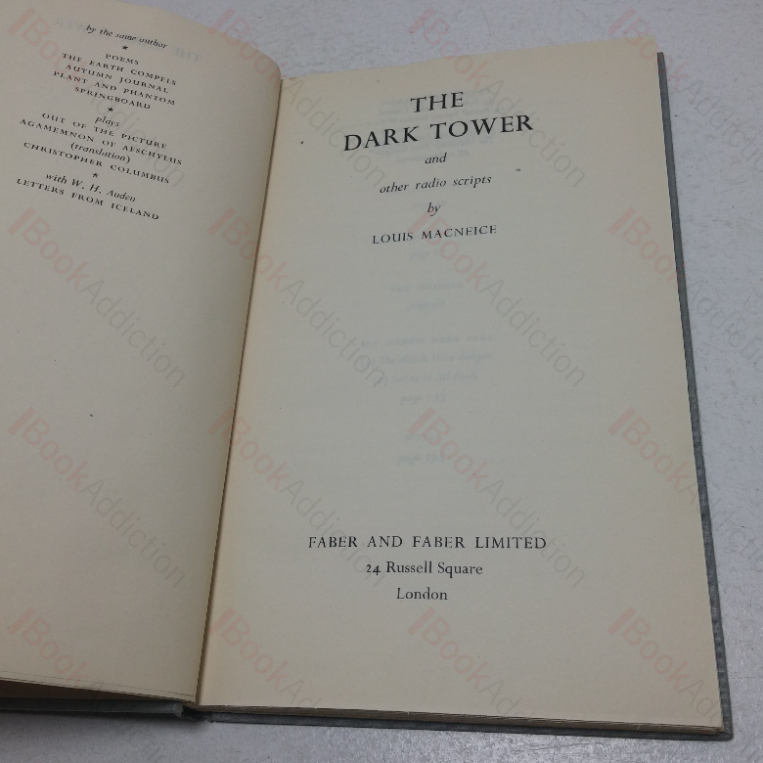 by the same author
★
POEMS
THE EARTH COMPELS
AUTUMN JOURNAL
PLANT AND PHANTOM
SPRINGBOARD
★
plays
OUT OF THE PICTURE
AGAMEMNON OF AESCHYLUS
(translation)
CHRISTOPHER COLUMBUS
★
with W. H. Auden
LETTERS FROM ICELAND
THE
DARK TOWER
and
other radio scripts
by
LOUIS MACNEICE
FABER AND FABER LIMITED
24 Russell Square
London
BookAddiction